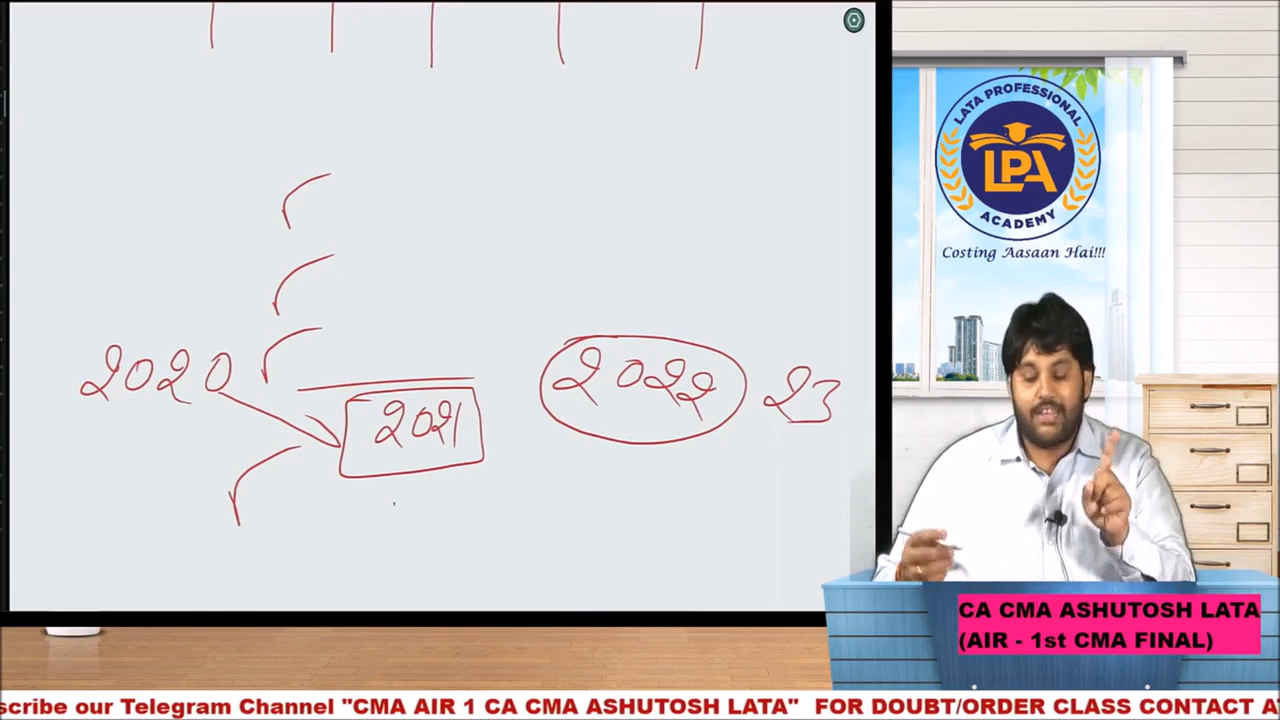 2020
2021
2022
23
LATA PROFESSIONAL
LPA
ACADEMY
Costing Aasaan Hai!!!
CA CMA ASHUTOSH LATA
(AIR - 1st CMA FINAL)
scribe our Telegram Channel "CMA AIR 1 CA CMA ASHUTOSH LATA" FOR DOUBT/ORDER CLASS CONTACT A